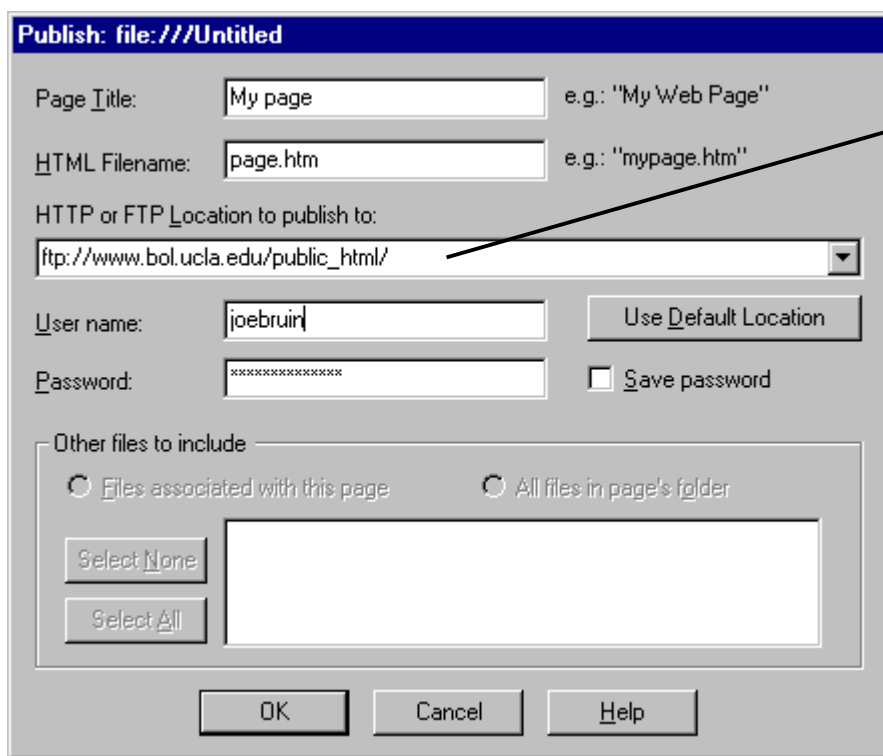 Publish: file:///Untitled
Page Title: My page e.g.: "My Web Page"
HTML Filename: page.htm e.g.: "mypage.htm"
HTTP or FTP Location to publish to:
ftp://www.bol.ucla.edu/public_html/
User name: joebruin Use Default Location
Password: ************** Save password
Other files to include
Files associated with this page All files in page's folder
Select None
Select All
OK Cancel Help